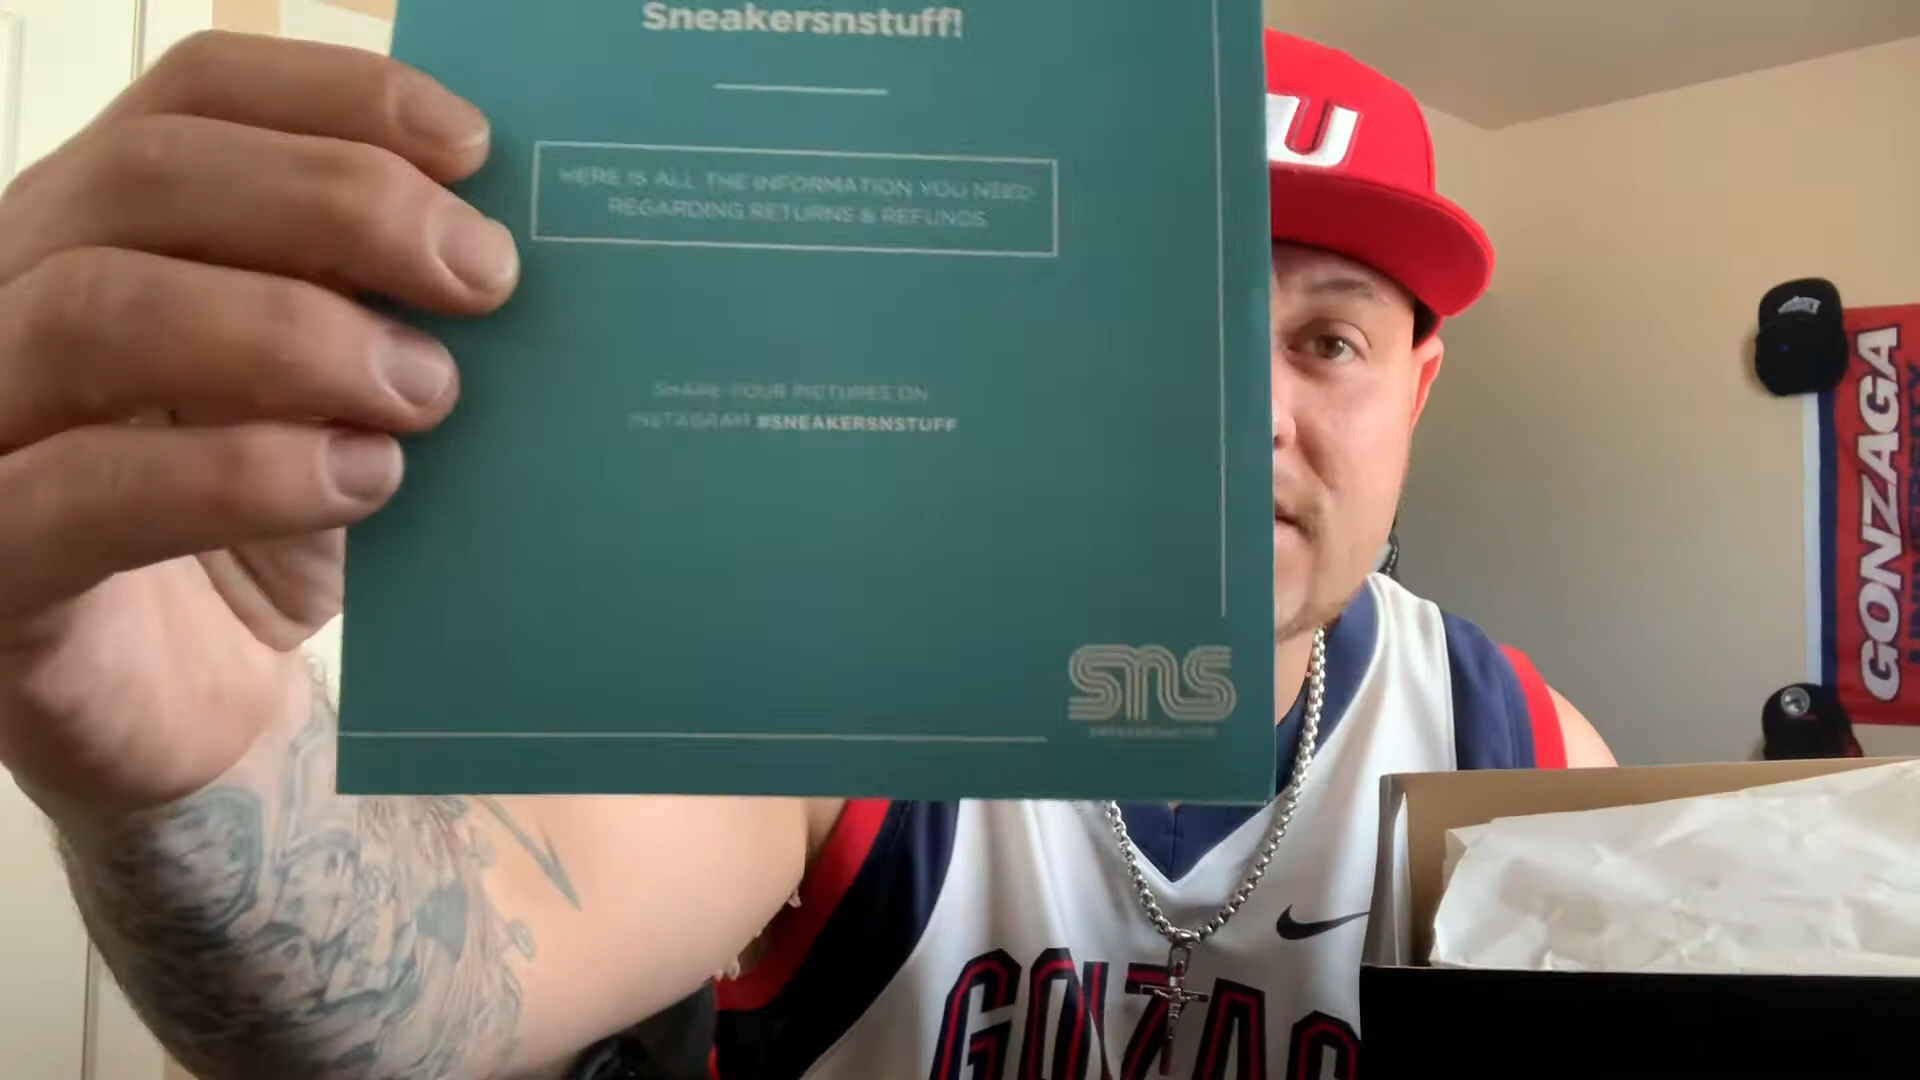 Sneakersnstuff!
HERE IS ALL THE INFORMATION YOU NEED
REGARDING RETURNS & REFUNDS
SHARE YOUR PICTURES ON
INSTAGRAM #SNEAKERSNSTUFF
sns
U
GONZAGA
UNIVERSITY
GONZAG